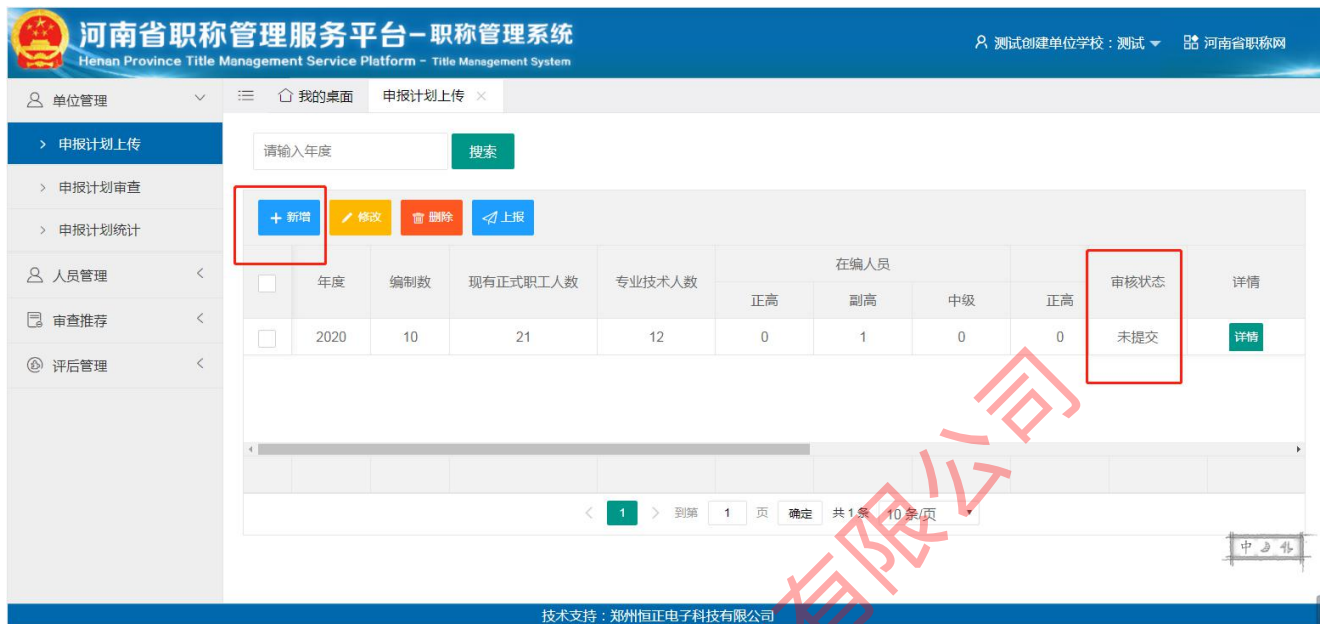 河南省职称管理服务平台-职称管理系统
Henan Province Title Management Service Platform - Title Management System
测试创建单位学校：测试
河南省职称网
单位管理
我的桌面
申报计划上传
申报计划上传
请输入年度
搜索
申报计划审查
申报计划统计
人员管理
审查推荐
评后管理
新增
修改
删除
上报
年度
编制数
现有正式职工人数
专业技术人数
在编人员
正高
副高
中级
正高
审核状态
详情
2020
10
21
12
0
1
0
0
未提交
详情
1
到第
1
页
确定
共1条
10条/页
中
有限公司
技术支持：郑州恒正电子科技有限公司